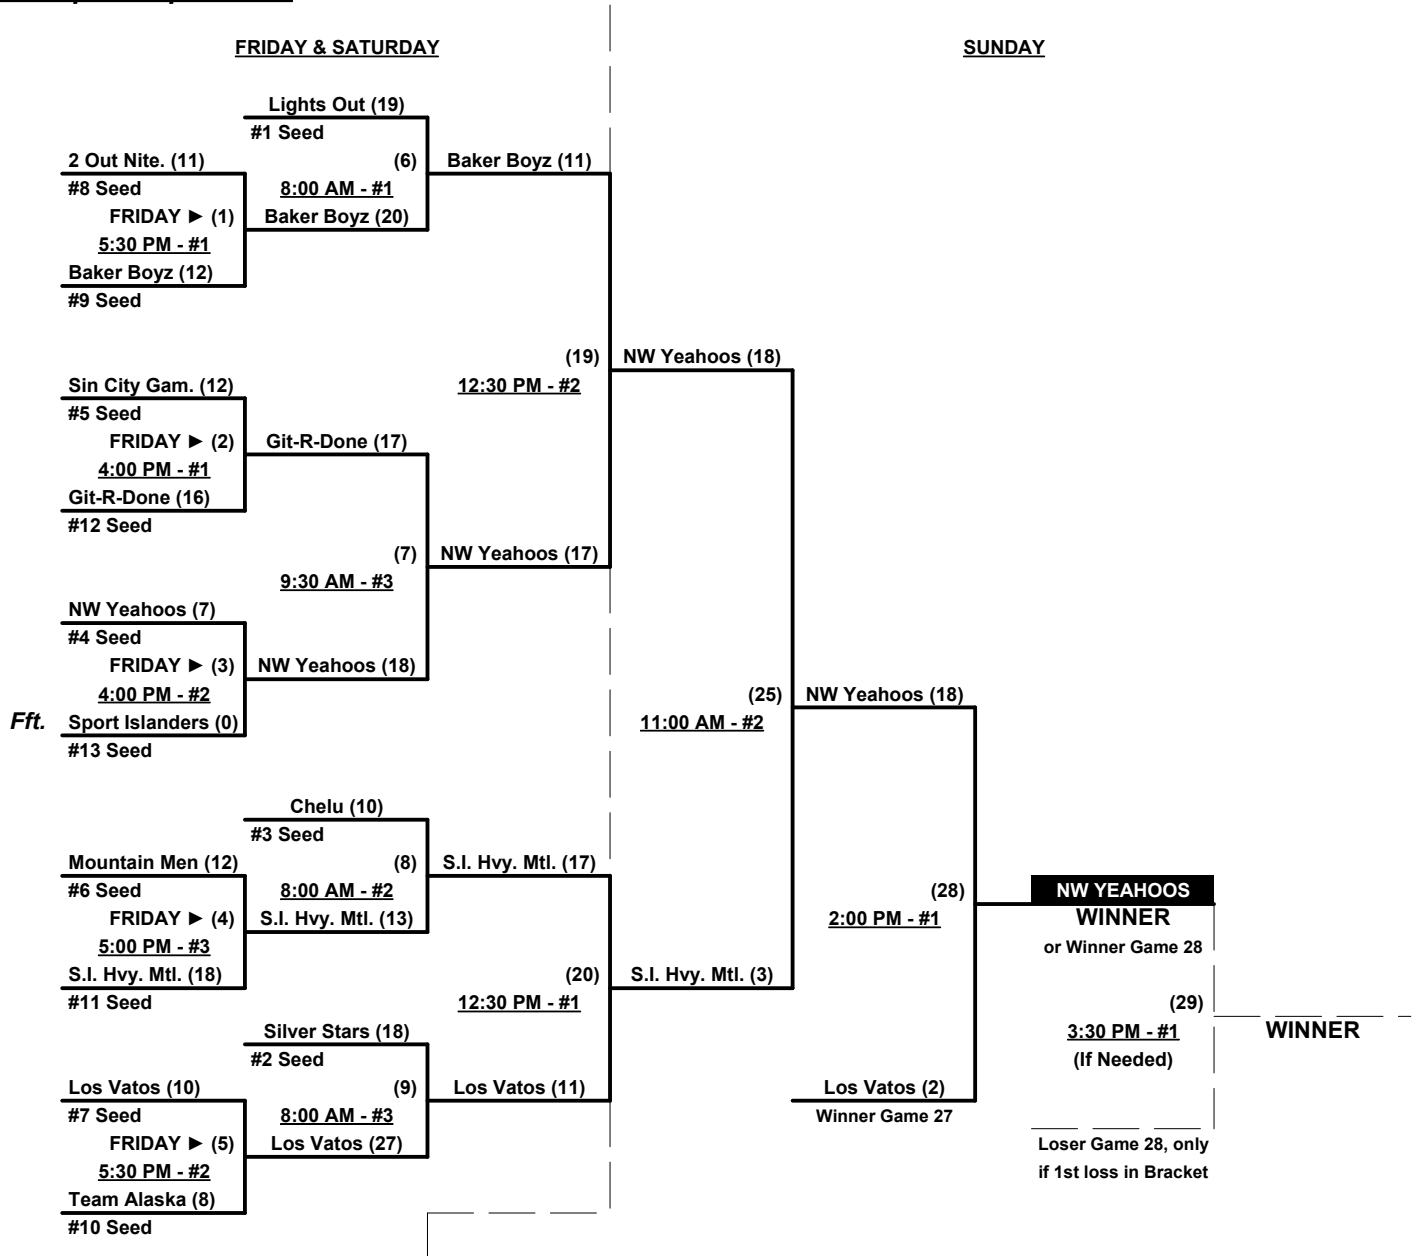 FRIDAY & SATURDAY
SUNDAY
Lights Out (19)
#1 Seed
2 Out Nite. (11)
(6)
Baker Boyz (11)
#8 Seed
8:00 AM - #1
FRIDAY ► (1)
Baker Boyz (20)
5:30 PM - #1
Baker Boyz (12)
#9 Seed
(19)
NW Yeahoos (18)
Sin City Gam. (12)
12:30 PM - #2
#5 Seed
FRIDAY ► (2)
Git-R-Done (17)
4:00 PM - #1
Git-R-Done (16)
#12 Seed
(7)
NW Yeahoos (17)
9:30 AM - #3
NW Yeahoos (7)
#4 Seed
FRIDAY ► (3)
NW Yeahoos (18)
4:00 PM - #2
(25)
NW Yeahoos (18)
Fft.
Sport Islanders (0)
11:00 AM - #2
#13 Seed
Chelu (10)
#3 Seed
Mountain Men (12)
(8)
S.I. Hvy. Mtl. (17)
#6 Seed
8:00 AM - #2
(28)
NW YEAHOOS
FRIDAY ► (4)
S.I. Hvy. Mtl. (13)
2:00 PM - #1
WINNER
5:00 PM - #3
or Winner Game 28
S.I. Hvy. Mtl. (18)
(20)
S.I. Hvy. Mtl. (3)
#11 Seed
12:30 PM - #1
(29)
Silver Stars (18)
3:30 PM - #1
WINNER
#2 Seed
(If Needed)
Los Vatos (10)
(9)
Los Vatos (11)
Los Vatos (2)
#7 Seed
8:00 AM - #3
Winner Game 27
FRIDAY ► (5)
Los Vatos (27)
Loser Game 28, only
5:30 PM - #2
if 1st loss in Bracket
Team Alaska (8)
#10 Seed